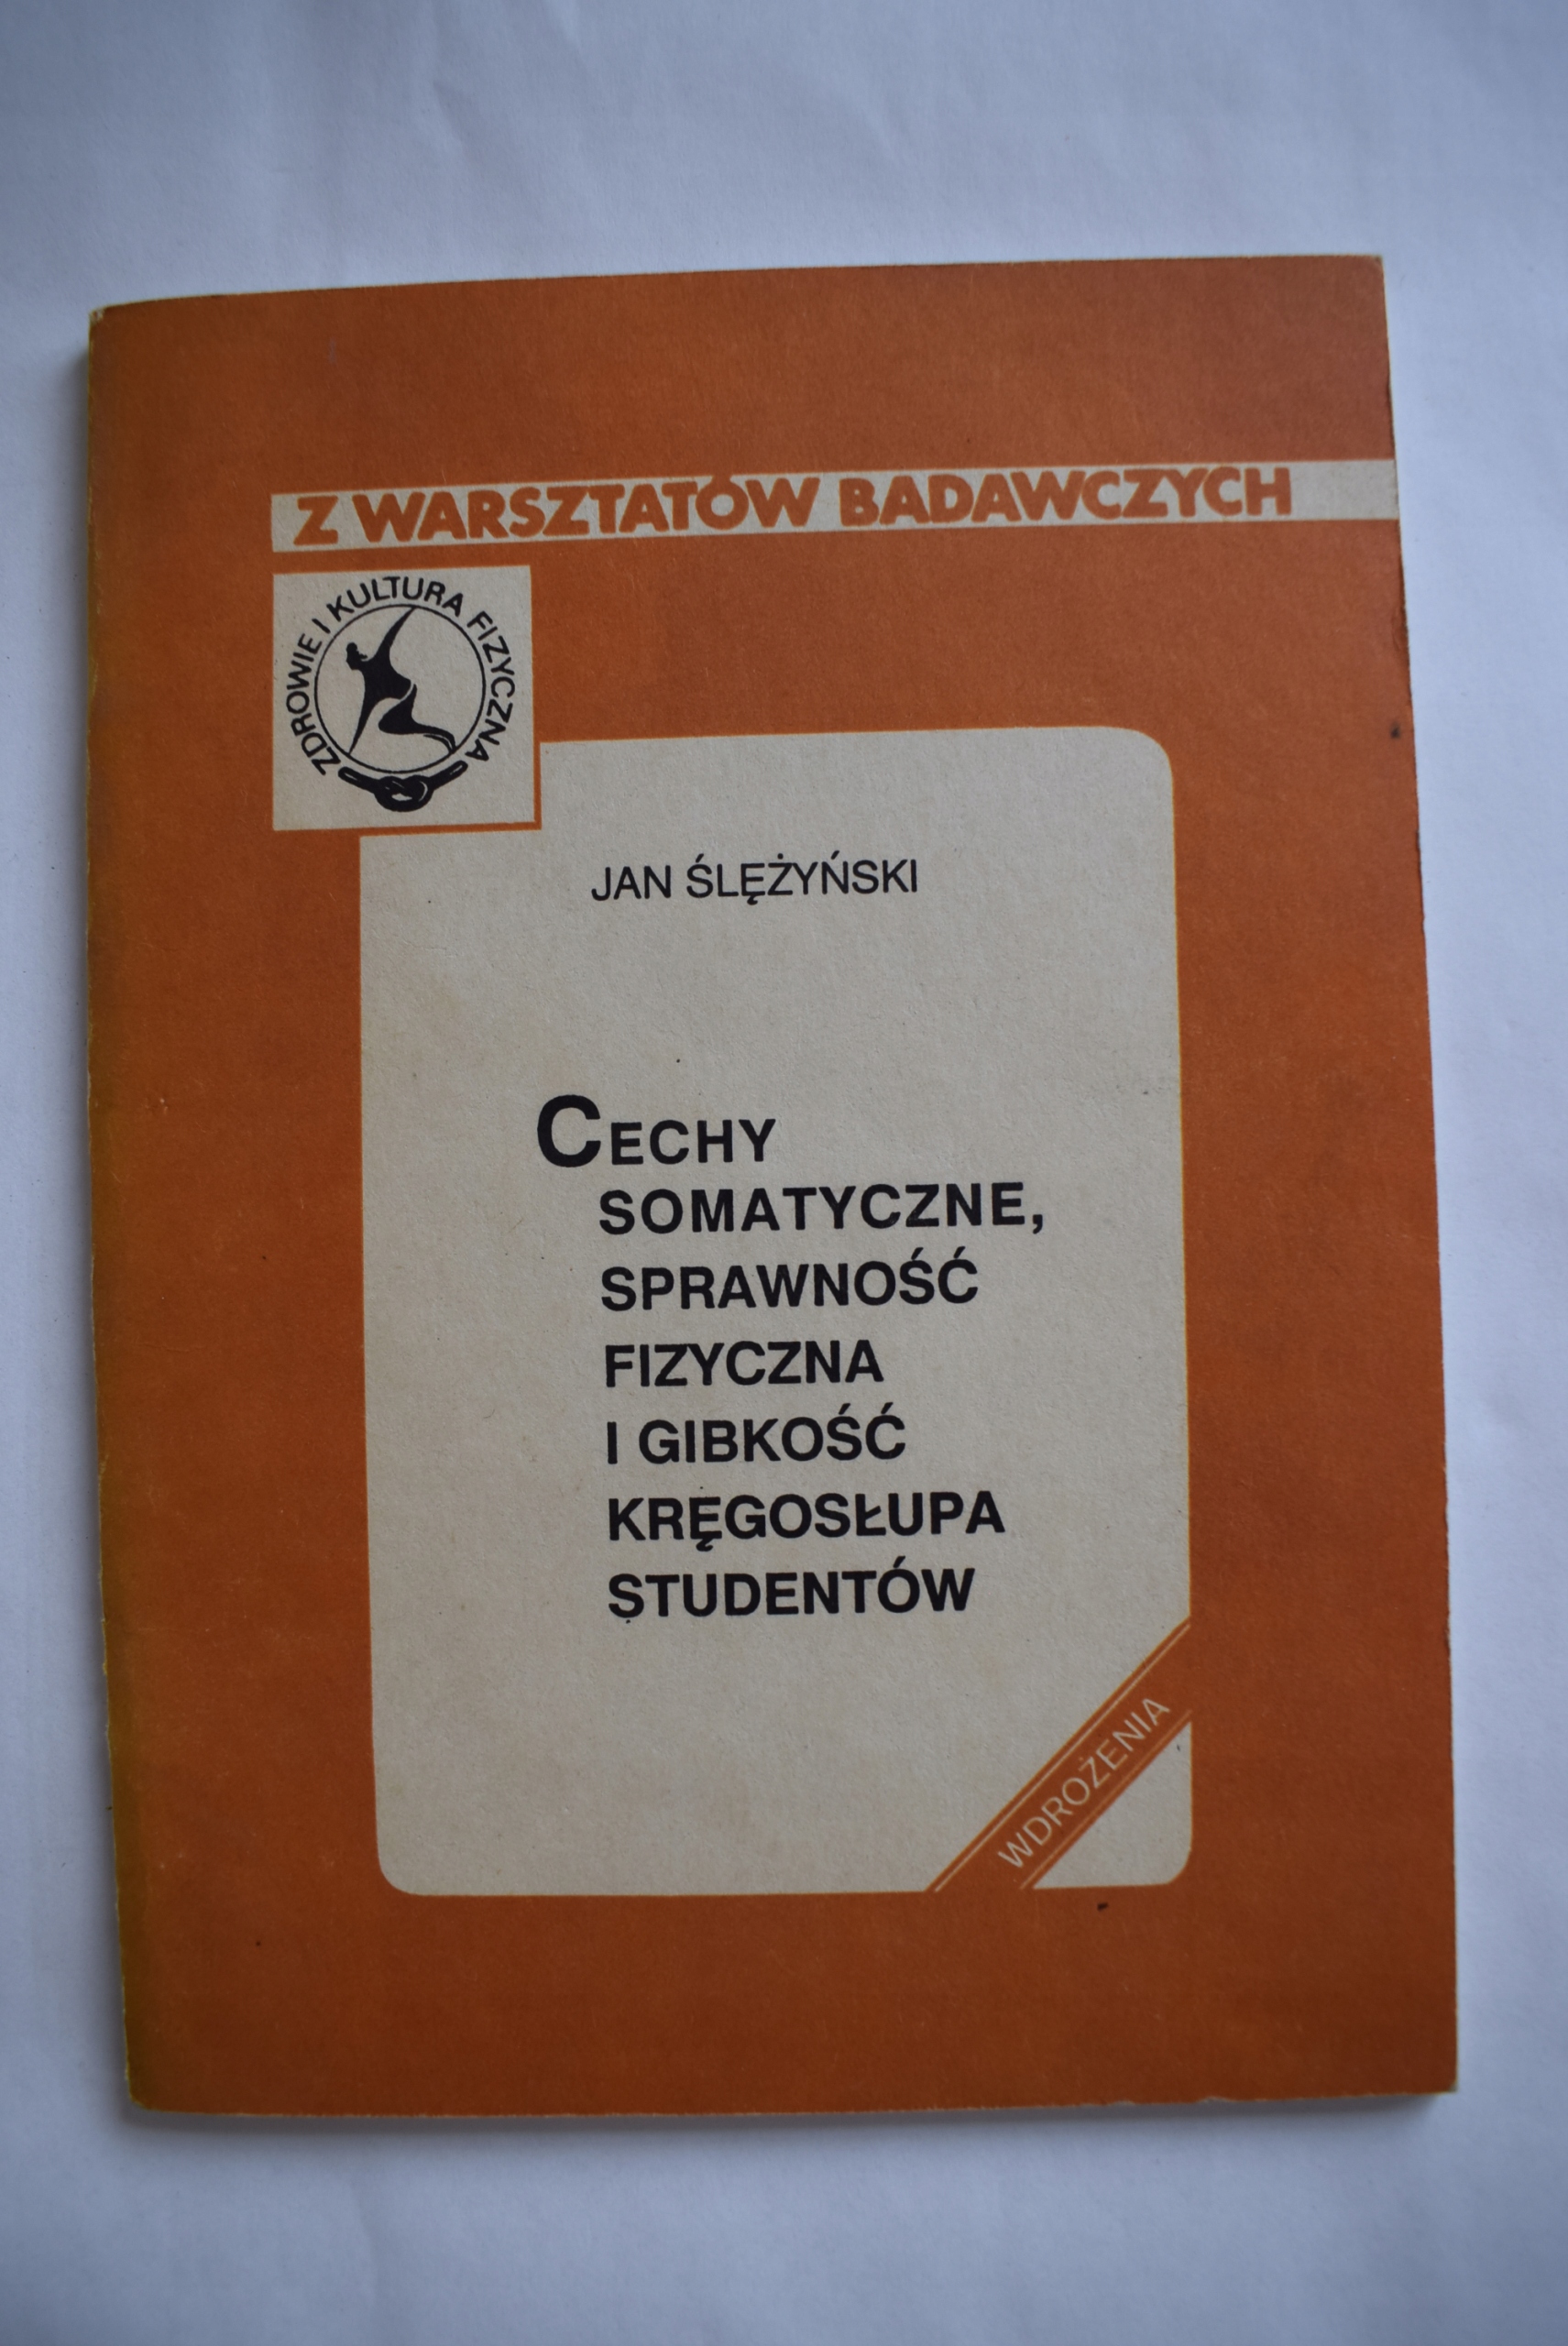 Z WARSZTATÓW BADAWCZYCH
ZDROWIE I KULTURA FIZYCZNA
JAN ŚLĘŻYŃSKI
CECHY
SOMATYCZNE,
SPRAWNOŚĆ
FIZYCZNA
I GIBKOŚĆ
KRĘGOSŁUPA
STUDENTÓW
WDROŻENIA